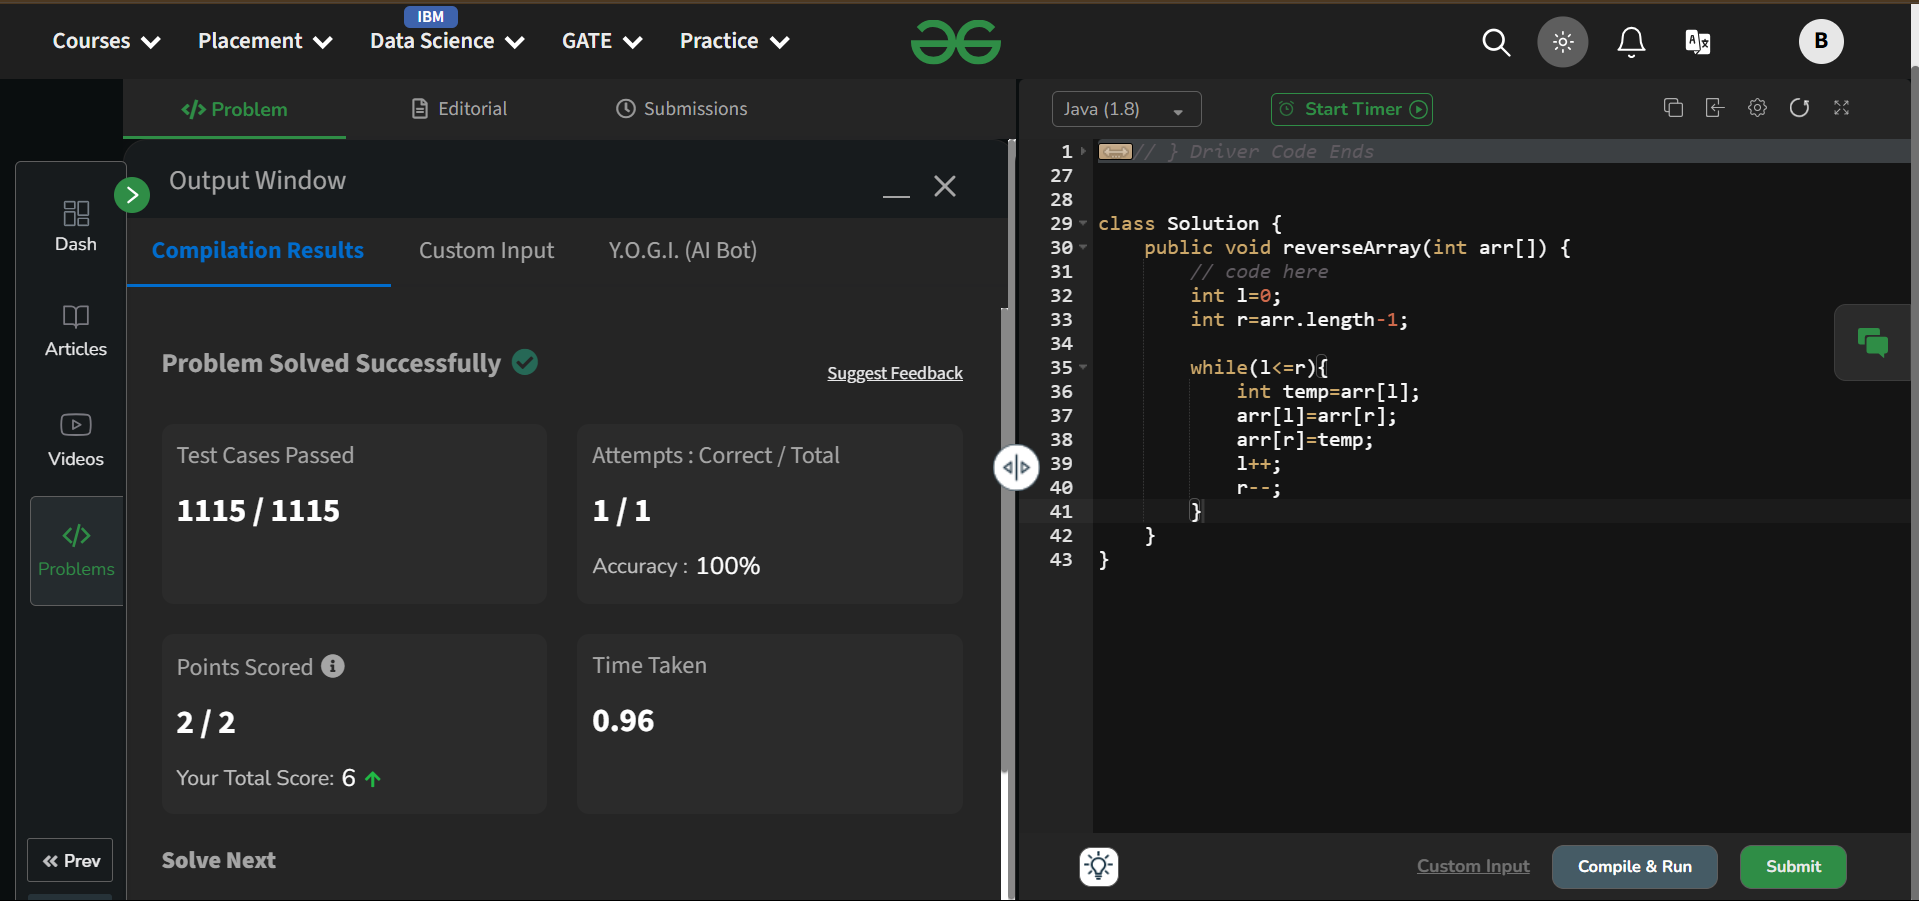 IBM
Courses
Placement
Data Science
GATE
Practice
B
Problem
Editorial
Submissions
Java (1.8)
Start Timer
Dash
Articles
Videos
Problems
Prev
Output Window
Compilation Results
Custom Input
Y.O.G.I. (AI Bot)
Problem Solved Successfully
Suggest Feedback
Test Cases Passed
1115 / 1115
Attempts : Correct / Total
1 / 1
Accuracy : 100%
Points Scored
2 / 2
Your Total Score: 6
Time Taken
0.96
Solve Next
1 // } Driver Code Ends
27
28
29 class Solution {
30     public void reverseArray(int arr[]) {
31         // code here
32         int l=0;
33         int r=arr.length-1;
34
35         while(l<=r){
36             int temp=arr[l];
37             arr[l]=arr[r];
38             arr[r]=temp;
39             l++;
40             r--;
41         }
42     }
43 }
Custom Input
Compile & Run
Submit